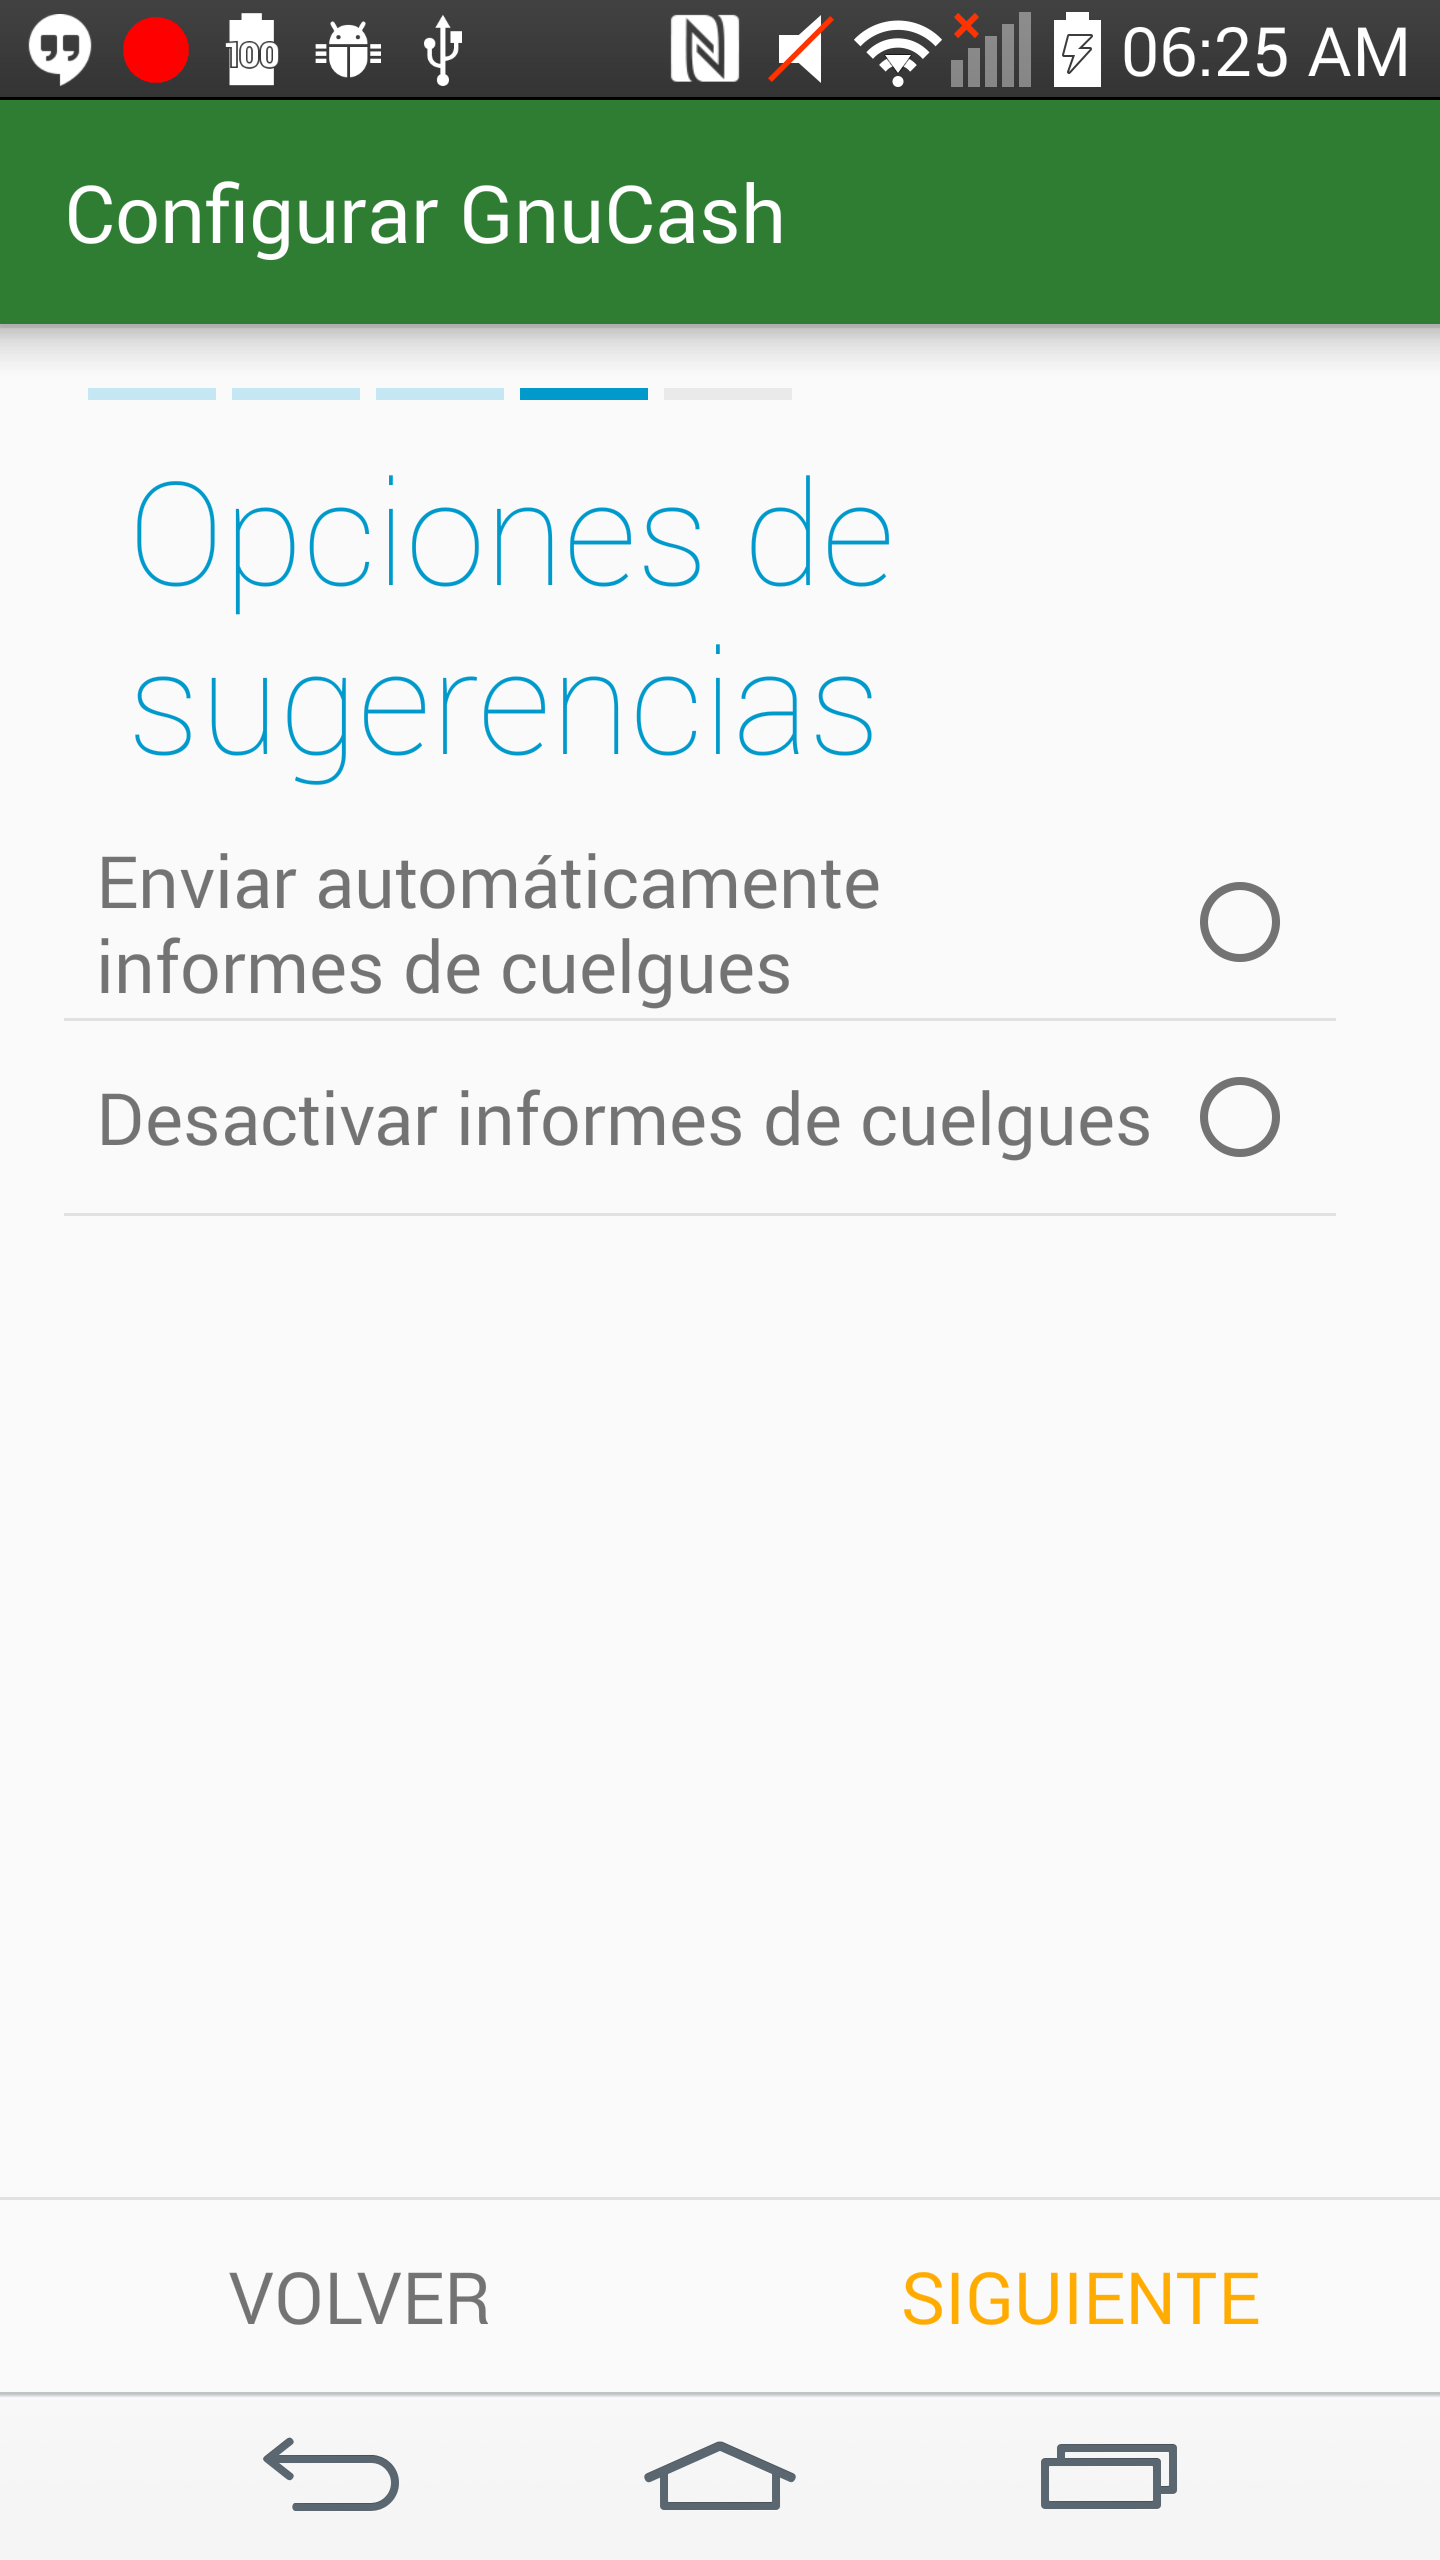 100
06:25 AM
Configurar GnuCash
Opciones de
sugerencias
Enviar automáticamente
informes de cuelgues
Desactivar informes de cuelgues
VOLVER
SIGUIENTE